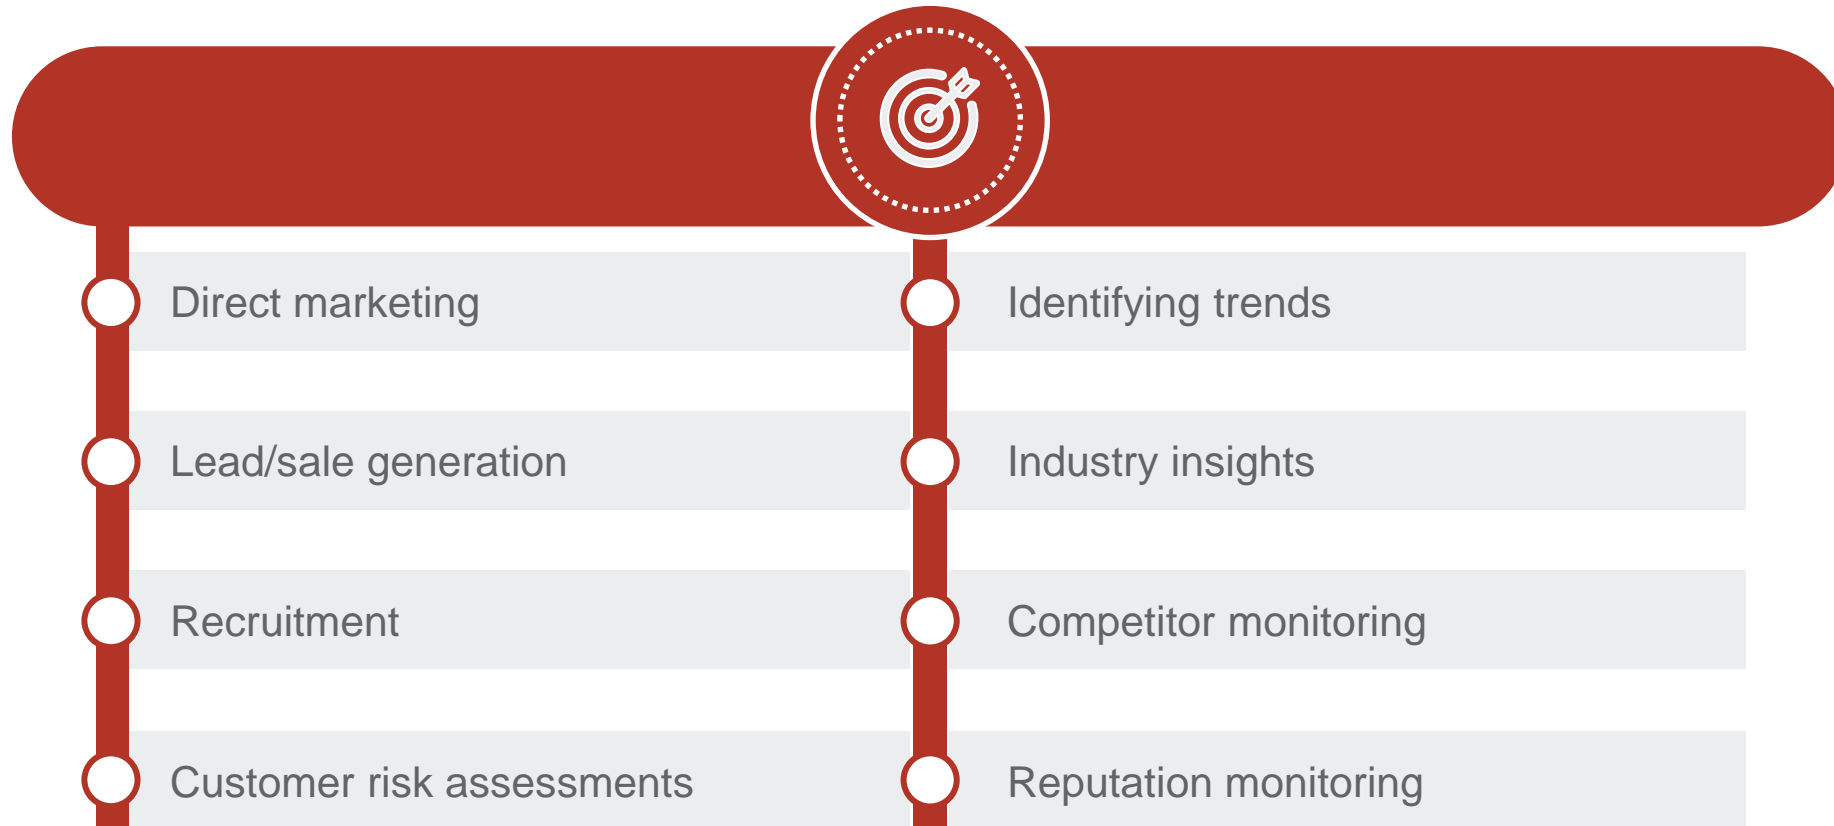 Direct marketing
Identifying trends
Lead/sale generation
Industry insights
Recruitment
Competitor monitoring
Customer risk assessments
Reputation monitoring